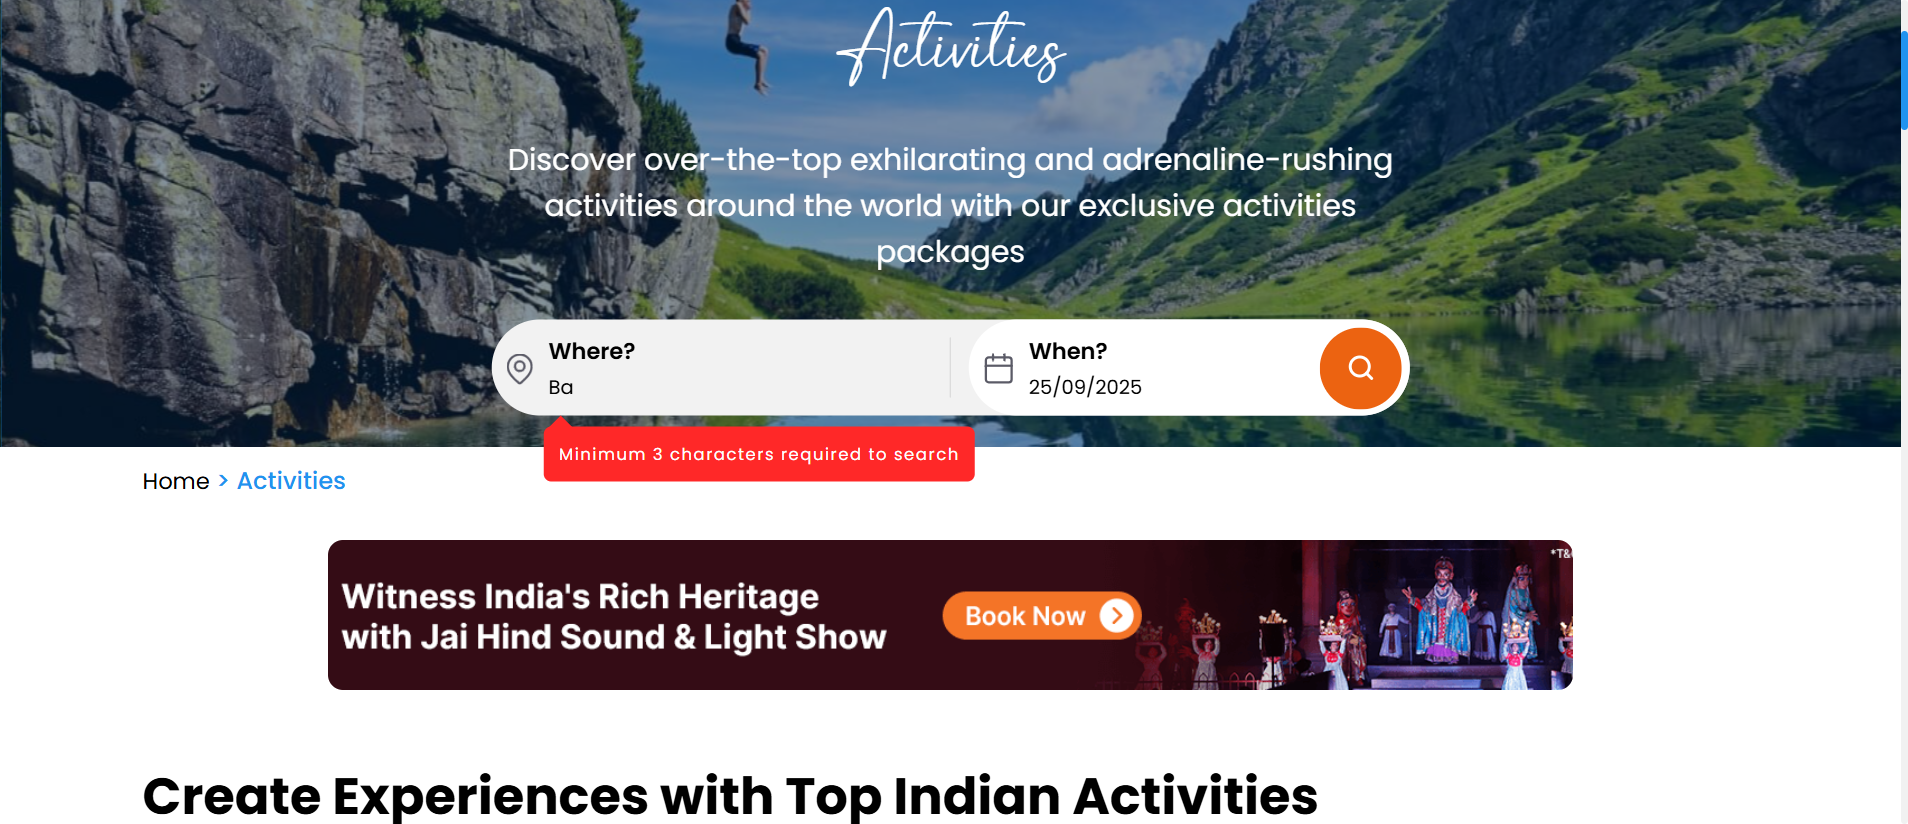 Activities
Discover over-the-top exhilarating and adrenaline-rushing
activities around the world with our exclusive activities
packages
Where?
Ba
When?
25/09/2025
Minimum 3 characters required to search
Home > Activities
*T&
Witness India's Rich Heritage
with Jai Hind Sound & Light Show
Book Now
Create Experiences with Top Indian Activities